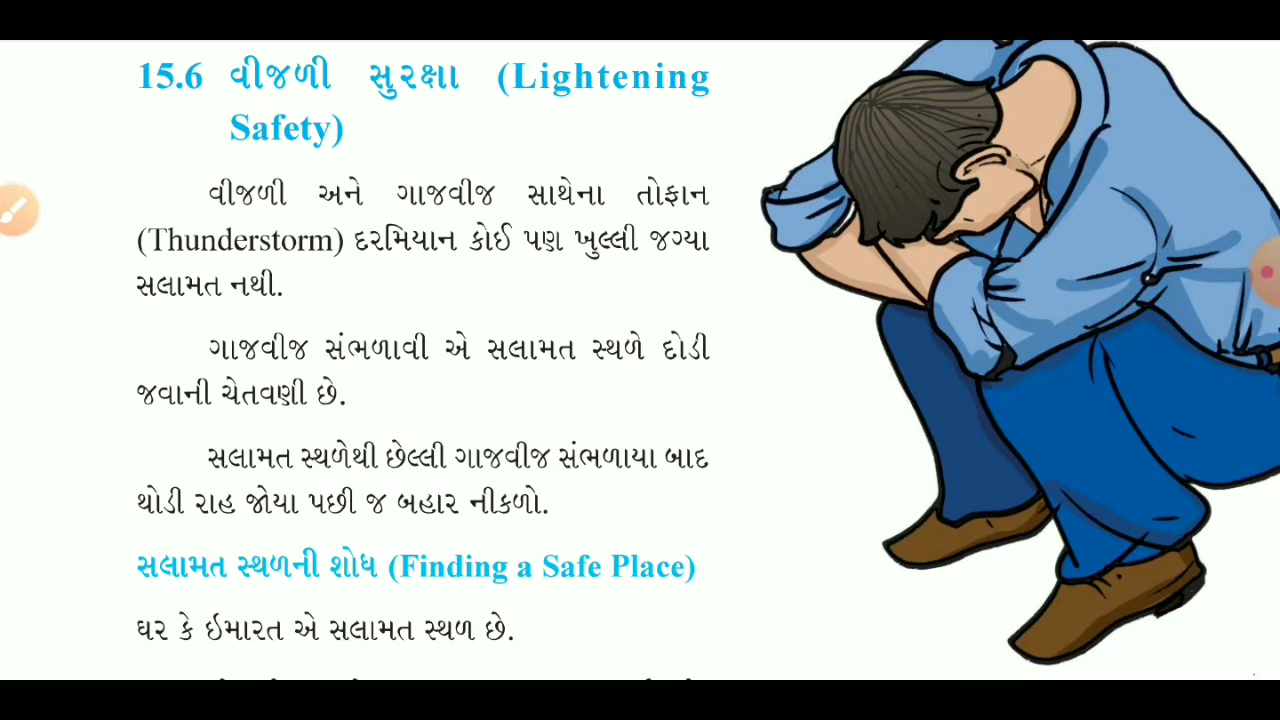 15.6 વીજળી સુરક્ષા (Lightening
Safety)
વીજળી અને ગાજવીજ સાથેના તોફાન
(Thunderstorm) દરમિયાન કોઈ પણ ખુલ્લી જગ્યા
સલામત નથી.
ગાજવીજ સંભળાવી એ સલામત સ્થળે દોડી
જવાની ચેતવણી છે.
સલામત સ્થળેથી છેલ્લી ગાજવીજ સંભળાયા બાદ
થોડી રાહ જોયા પછી જ બહાર નીકળો.
સલામત સ્થળની શોધ (Finding a Safe Place)
ઘર કે ઇમારત એ સલામત સ્થળ છે.